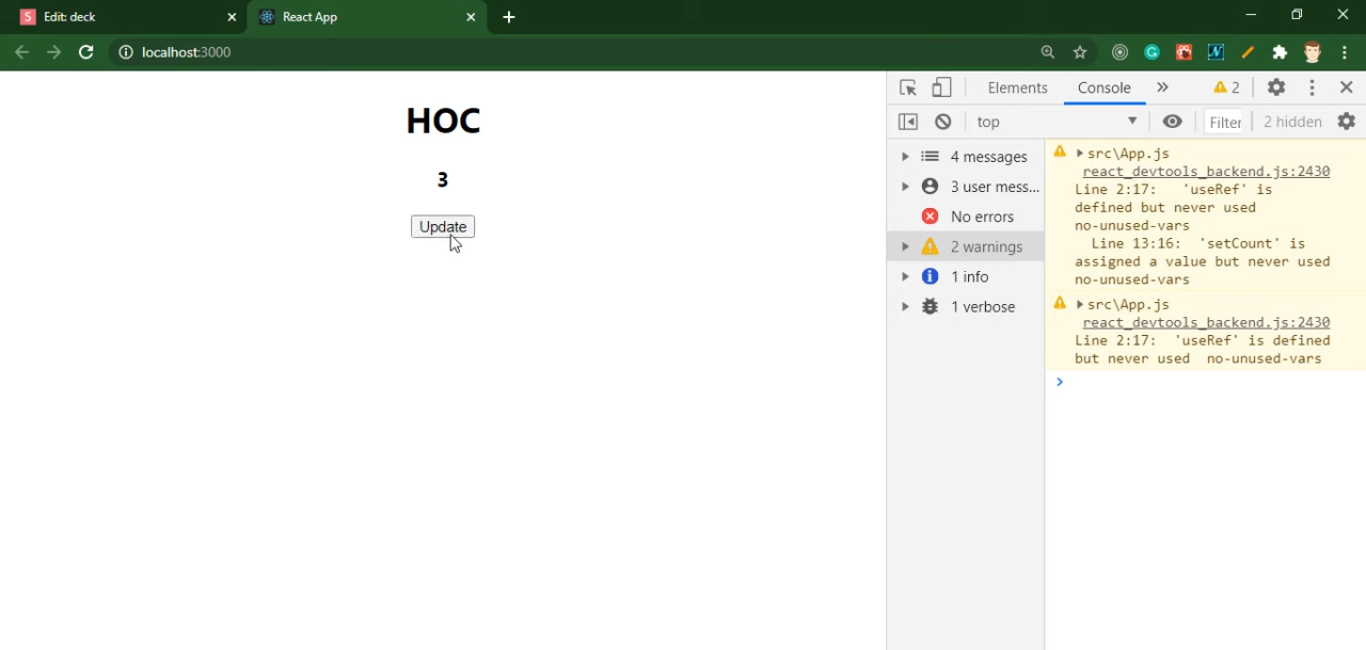 Edit: deck
React App
localhost:3000
HOC
3
Update
Elements
Console
2
top
Filter
2 hidden
4 messages
3 user mess...
No errors
2 warnings
1 info
1 verbose
src\App.js
react_devtools_backend.js:2430
Line 2:17: 'useRef' is
defined but never used
no-unused-vars
Line 13:16: 'setCount' is
assigned a value but never used
no-unused-vars
src\App.js
react_devtools_backend.js:2430
Line 2:17: 'useRef' is defined
but never used no-unused-vars